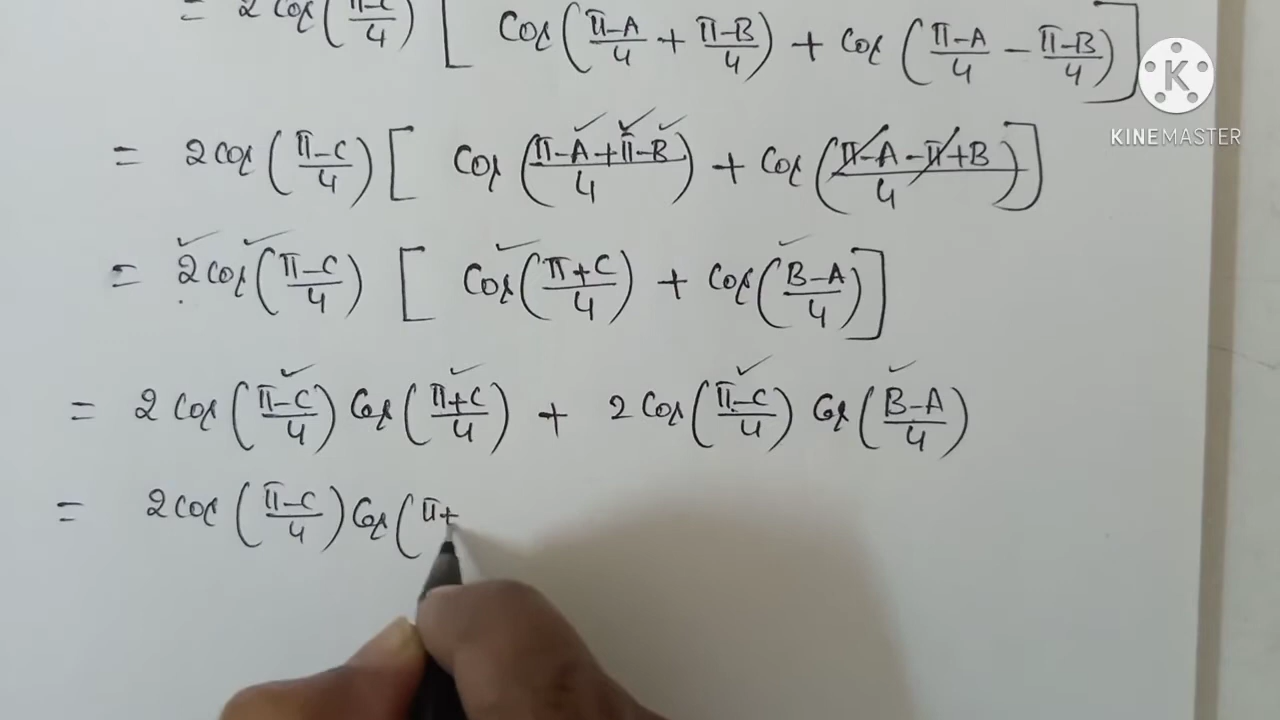 = 2 cos(π-C/4) [ cos(π-A/4 + π-B/4) + cos(π-A/4 - π-B/4) ]
K
KINEMASTER
= 2 cos(π-C/4) [ cos(π-A+π-B/4) + cos(π-A-π+B/4) ]
= 2 cos(π-C/4) [ cos(π+C/4) + cos(B-A/4) ]
= 2 cos(π-C/4) cos(π+C/4) + 2 cos(π-C/4) cos(B-A/4)
= 2 cos(π-C/4) cos(π+